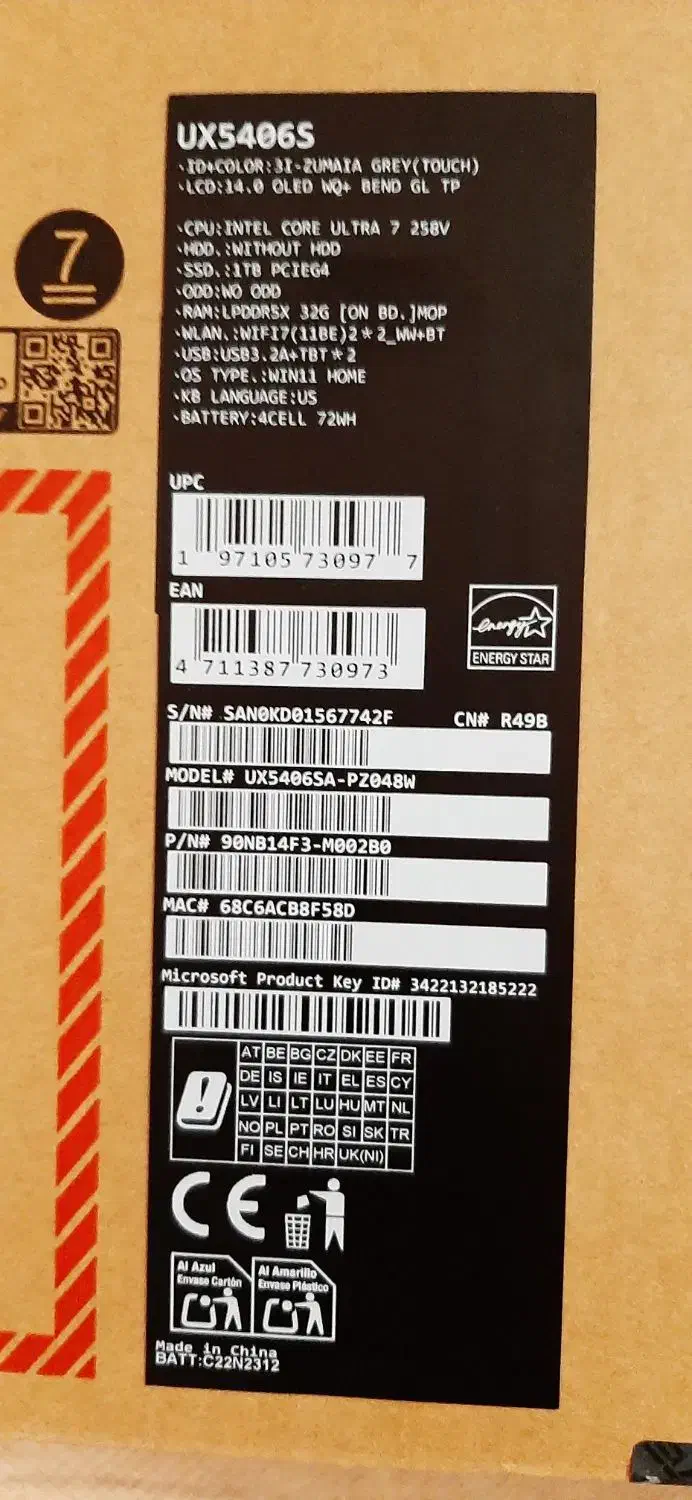 UX5406S
·ID+COLOR:3I-ZUMAIA GREY(TOUCH)
·LCD:14.0 OLED WQ+ BEND GL TP
·CPU:INTEL CORE ULTRA 7 258V
·HDD.:WITHOUT HDD
·SSD.:1TB PCIEG4
·ODD:WO ODD
·RAM:LPDDR5X 32G [ON BD.]MOP
·WLAN.:WIFI7(11BE)2*2_WW+BT
·USB:USB3.2A+TBT*2
·OS TYPE.:WIN11 HOME
·KB LANGUAGE:US
·BATTERY:4CELL 72WH
7
UPC
1 97105 73097 7
EAN
4 711387 730973
energy
ENERGY STAR
S/N# SAN0KD01567742F CN# R49B
MODEL# UX5406SA-PZ048W
P/N# 90NB14F3-M002B0
MAC# 68C6ACB8F58D
Microsoft Product Key ID# 3422132185222
AT BE BG CZ DK EE FR
DE IS IE IT EL ES CY
LV LI LT LU HU MT NL
NO PL PT RO SI SK TR
FI SE CH HR UK(NI)
CE
Al Azul
Envase Cartón
Al Amarillo
Envase Plástico
Made in China
BATT:C22N2312